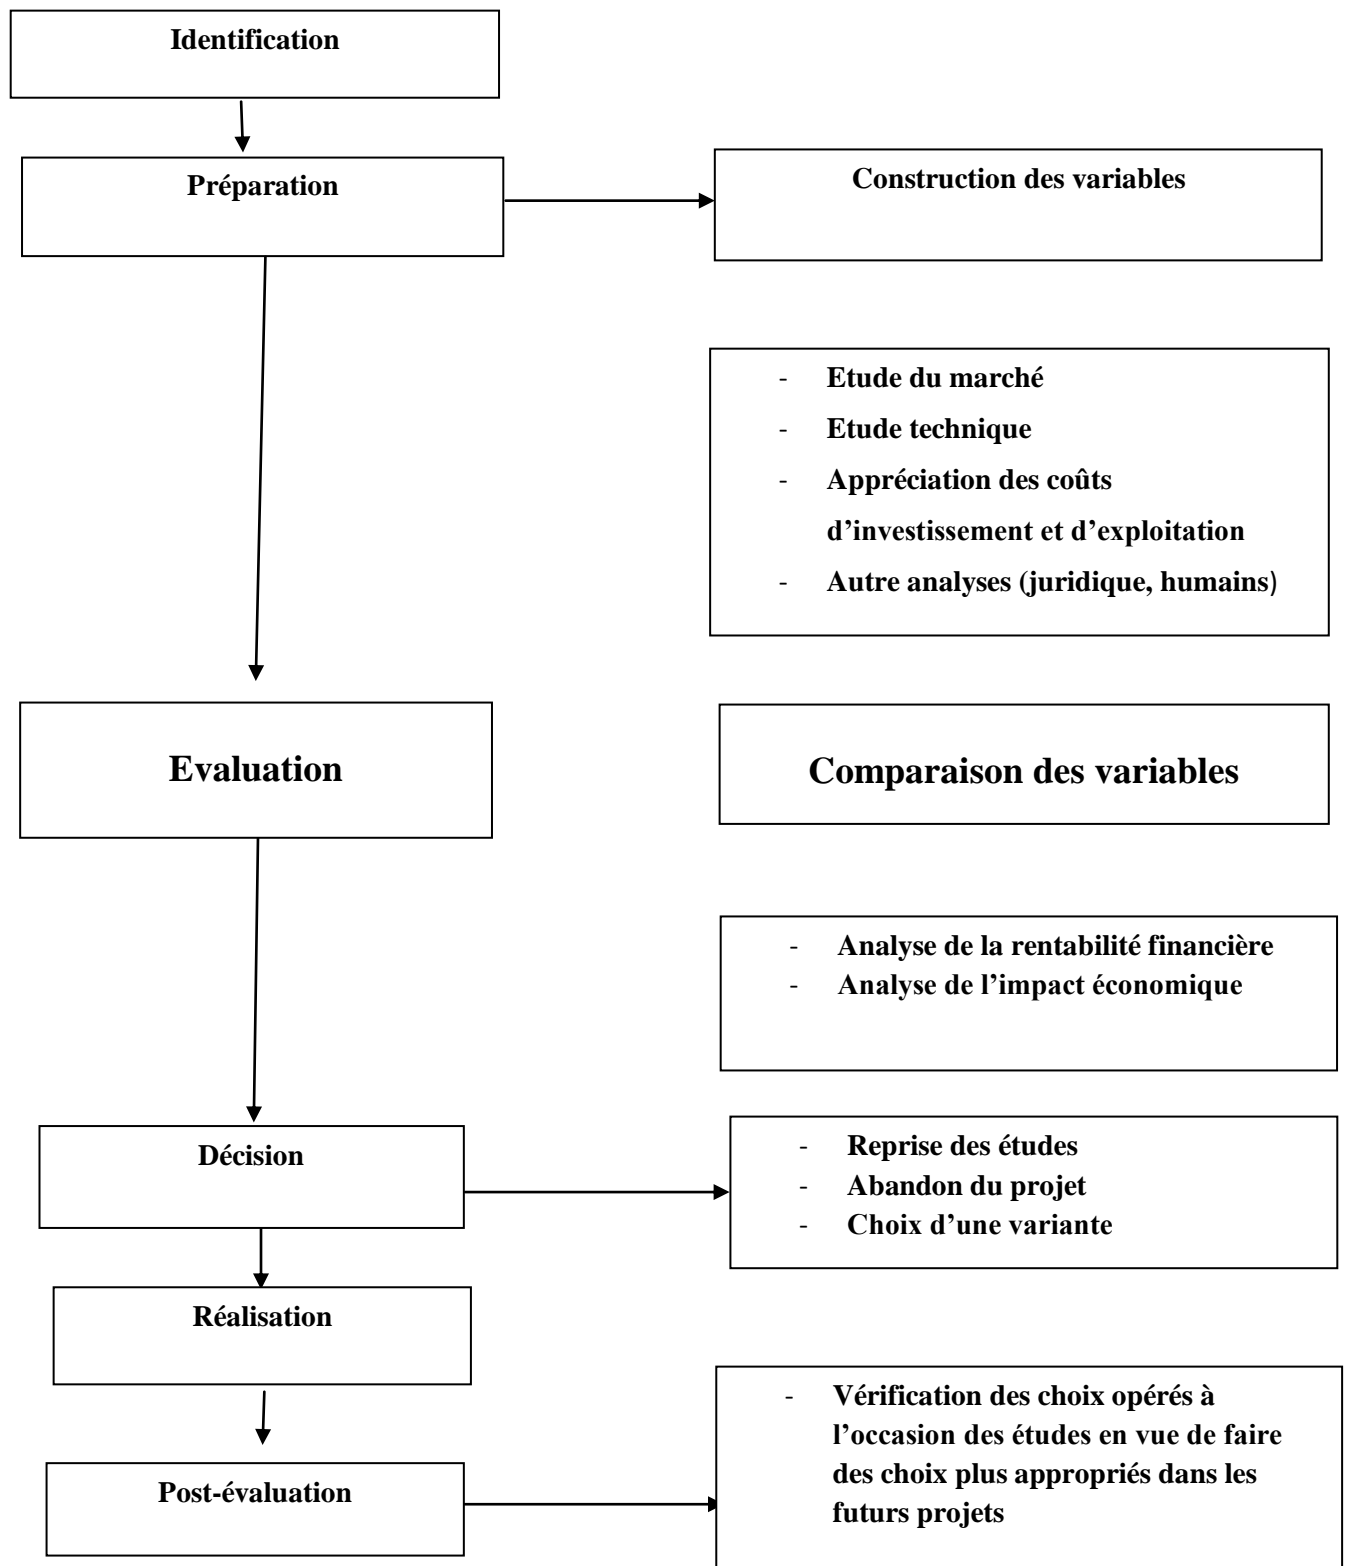 Identification
Préparation
Construction des variables
- Etude du marché
- Etude technique
- Appréciation des coûts
d’investissement et d’exploitation
- Autre analyses (juridique, humains)
Evaluation
Comparaison des variables
- Analyse de la rentabilité financière
- Analyse de l’impact économique
Décision
- Reprise des études
- Abandon du projet
- Choix d’une variante
Réalisation
Post-évaluation
- Vérification des choix opérés à
l’occasion des études en vue de faire
des choix plus appropriés dans les
futurs projets